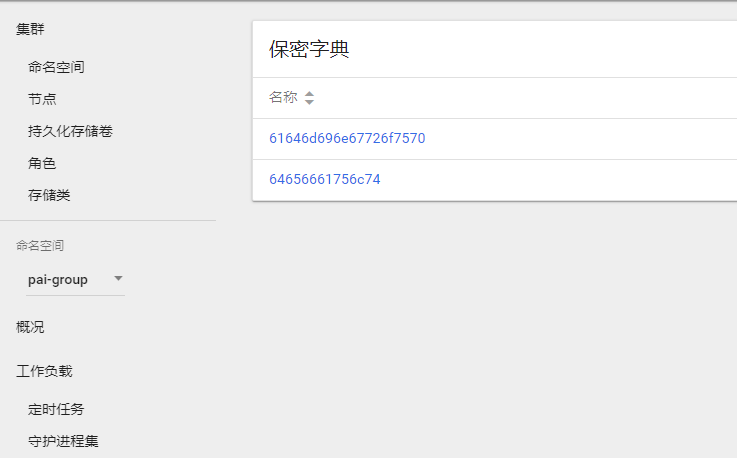 集群
命名空间
节点
持久化存储卷
角色
存储类
命名空间
pai-group
概况
工作负载
定时任务
守护进程集
保密字典
名称
61646d696e67726f7570
64656661756c74